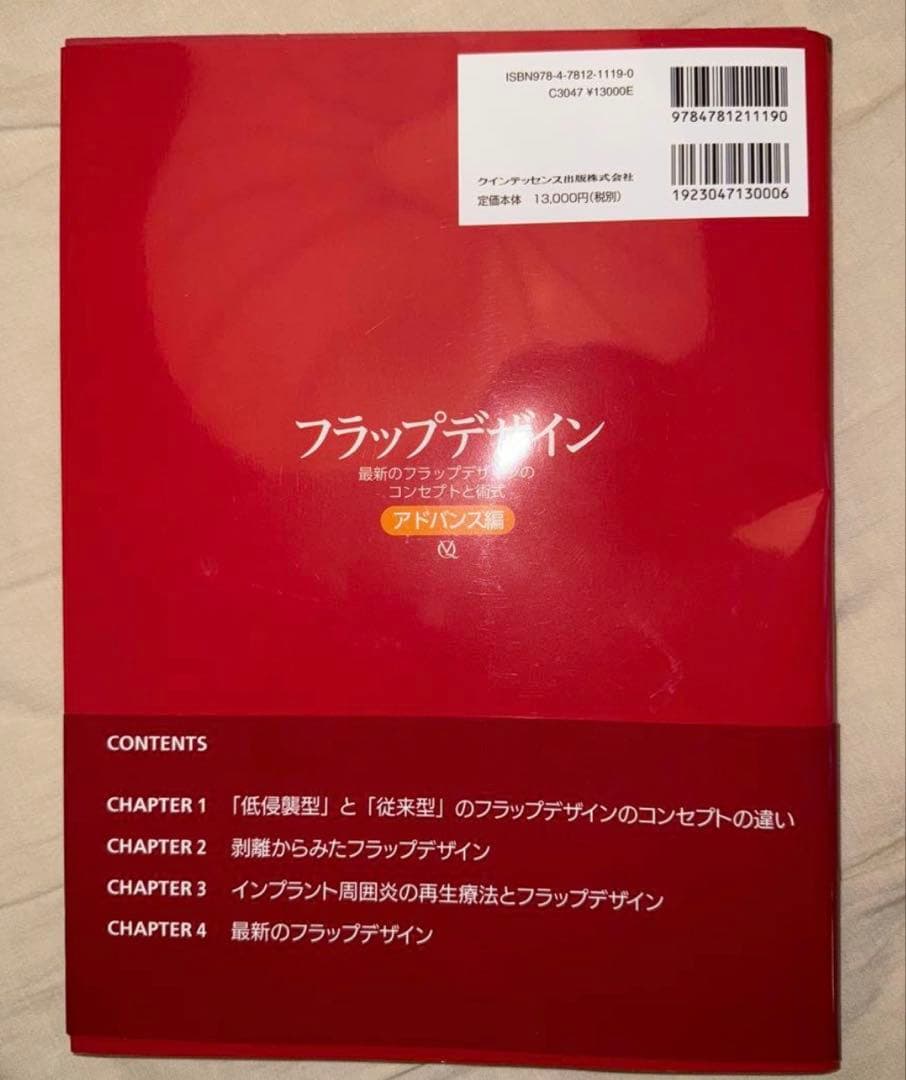 ISBN978-4-7812-1119-0
C3047 ¥13000E
9784781211190
クインテッセンス出版株式会社
定価本体 13,000円(税別)
1923047130006
フラップデザイン
最新のフラップデザインの
コンセプトと術式
アドバンス編
CONTENTS
CHAPTER 1 「低侵襲型」と「従来型」のフラップデザインのコンセプトの違い
CHAPTER 2 剥離からみたフラップデザイン
CHAPTER 3 インプラント周囲炎の再生療法とフラップデザイン
CHAPTER 4 最新のフラップデザイン